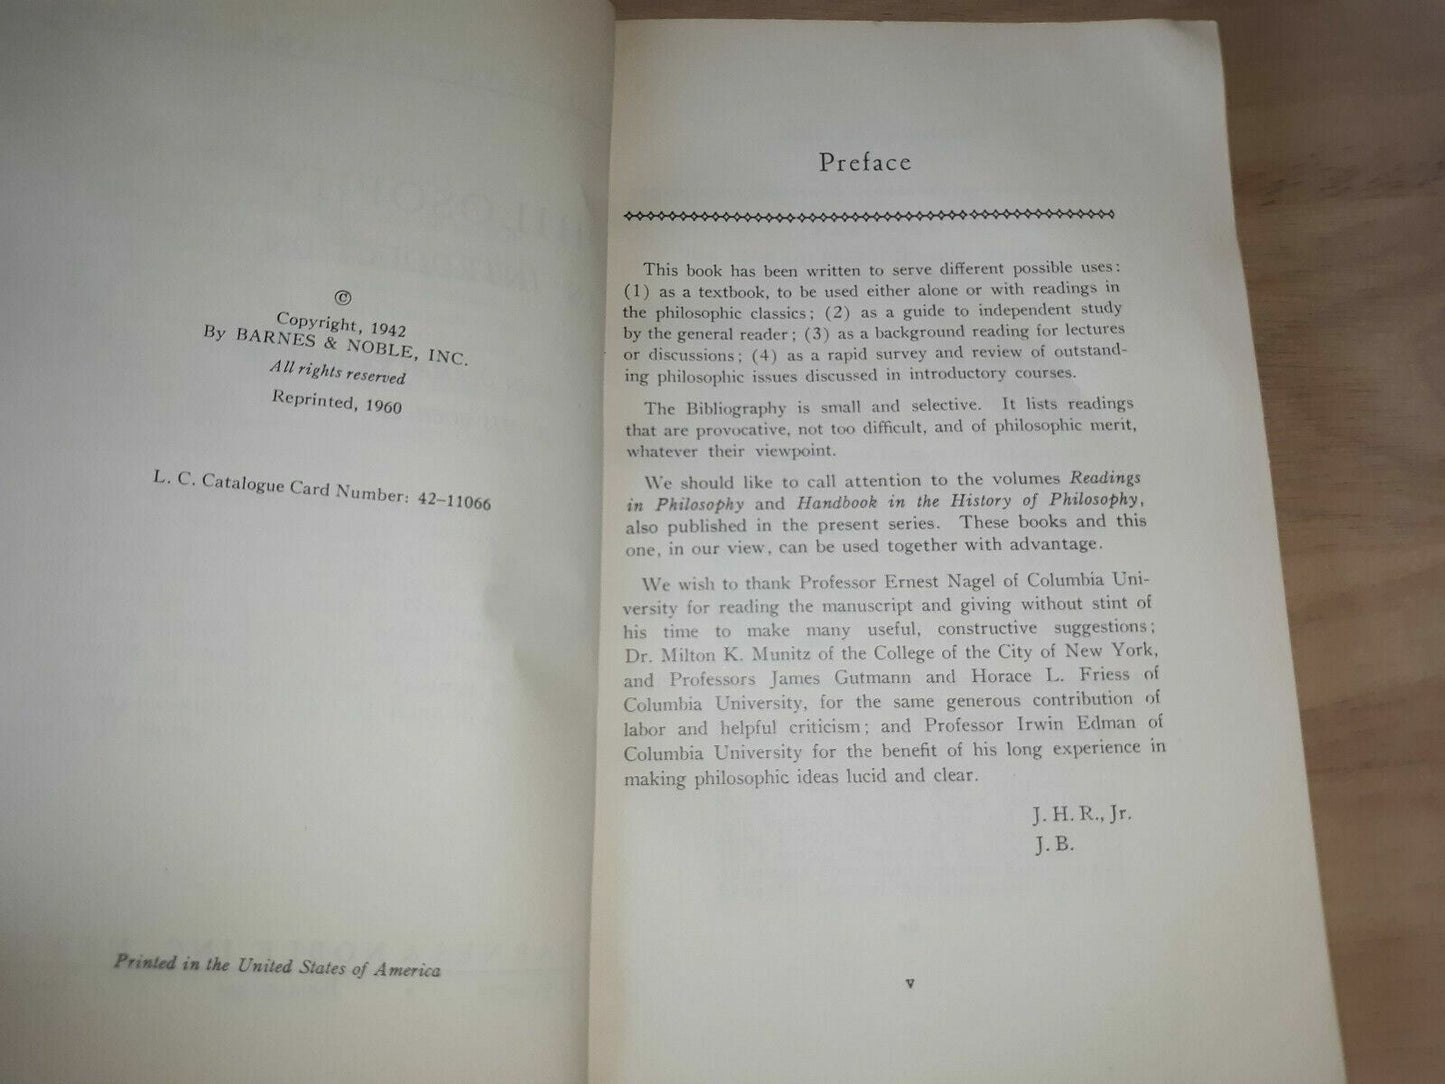 ©
Copyright, 1942
By BARNES & NOBLE, INC.
All rights reserved
Reprinted, 1960
L. C. Catalogue Card Number: 42–11066
Printed in the United States of America
Preface
This book has been written to serve different possible uses:
(1) as a textbook, to be used either alone or with readings in
the philosophic classics; (2) as a guide to independent study
by the general reader; (3) as a background reading for lectures
or discussions; (4) as a rapid survey and review of outstand-
ing philosophic issues discussed in introductory courses.
The Bibliography is small and selective. It lists readings
that are provocative, not too difficult, and of philosophic merit,
whatever their viewpoint.
We should like to call attention to the volumes Readings
in Philosophy and Handbook in the History of Philosophy,
also published in the present series. These books and this
one, in our view, can be used together with advantage.
We wish to thank Professor Ernest Nagel of Columbia Uni-
versity for reading the manuscript and giving without stint of
his time to make many useful, constructive suggestions;
Dr. Milton K. Munitz of the College of the City of New York,
and Professors James Gutmann and Horace L. Friess of
Columbia University, for the same generous contribution of
labor and helpful criticism; and Professor Irwin Edman of
Columbia University for the benefit of his long experience in
making philosophic ideas lucid and clear.
J. H. R., Jr.
J. B.
v